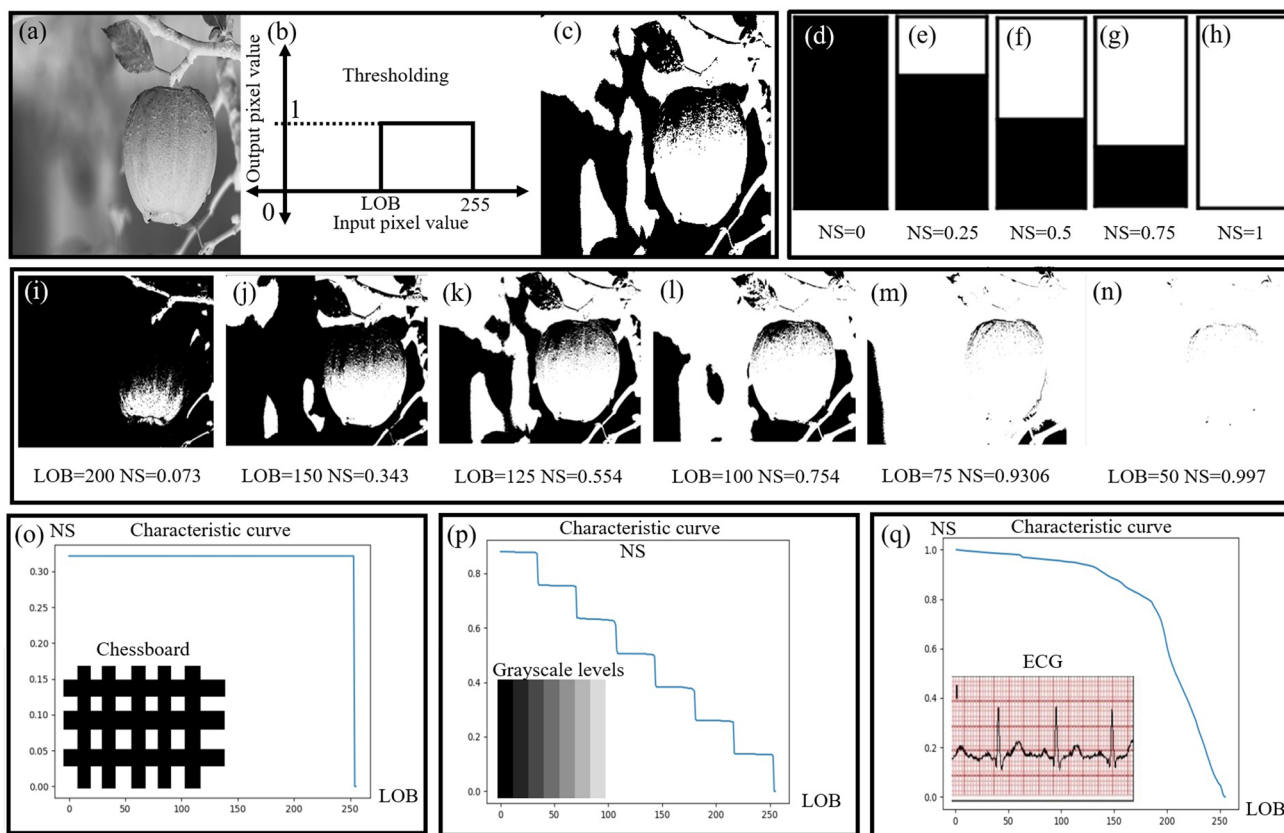 (a)
(b)
Output pixel value
Thresholding
1
LOB
255
0
Input pixel value
(c)
(d)
(e)
(f)
(g)
(h)
NS=0
NS=0.25
NS=0.5
NS=0.75
NS=1
(i)
(j)
(k)
(l)
(m)
(n)
LOB=200 NS=0.073
LOB=150 NS=0.343
LOB=125 NS=0.554
LOB=100 NS=0.754
LOB=75 NS=0.9306
LOB=50 NS=0.997
(o)
NS
Characteristic curve
0.30
0.25
0.20
0.15
0.10
0.05
0.00
Chessboard
0
50
100
150
200
250
LOB
(p)
Characteristic curve
NS
0.8
0.6
0.4
0.2
0.0
Grayscale levels
0
50
100
150
200
250
LOB
(q)
NS
Characteristic curve
1.0
0.8
0.6
0.4
0.2
0.0
ECG
0
50
100
150
200
250
LOB